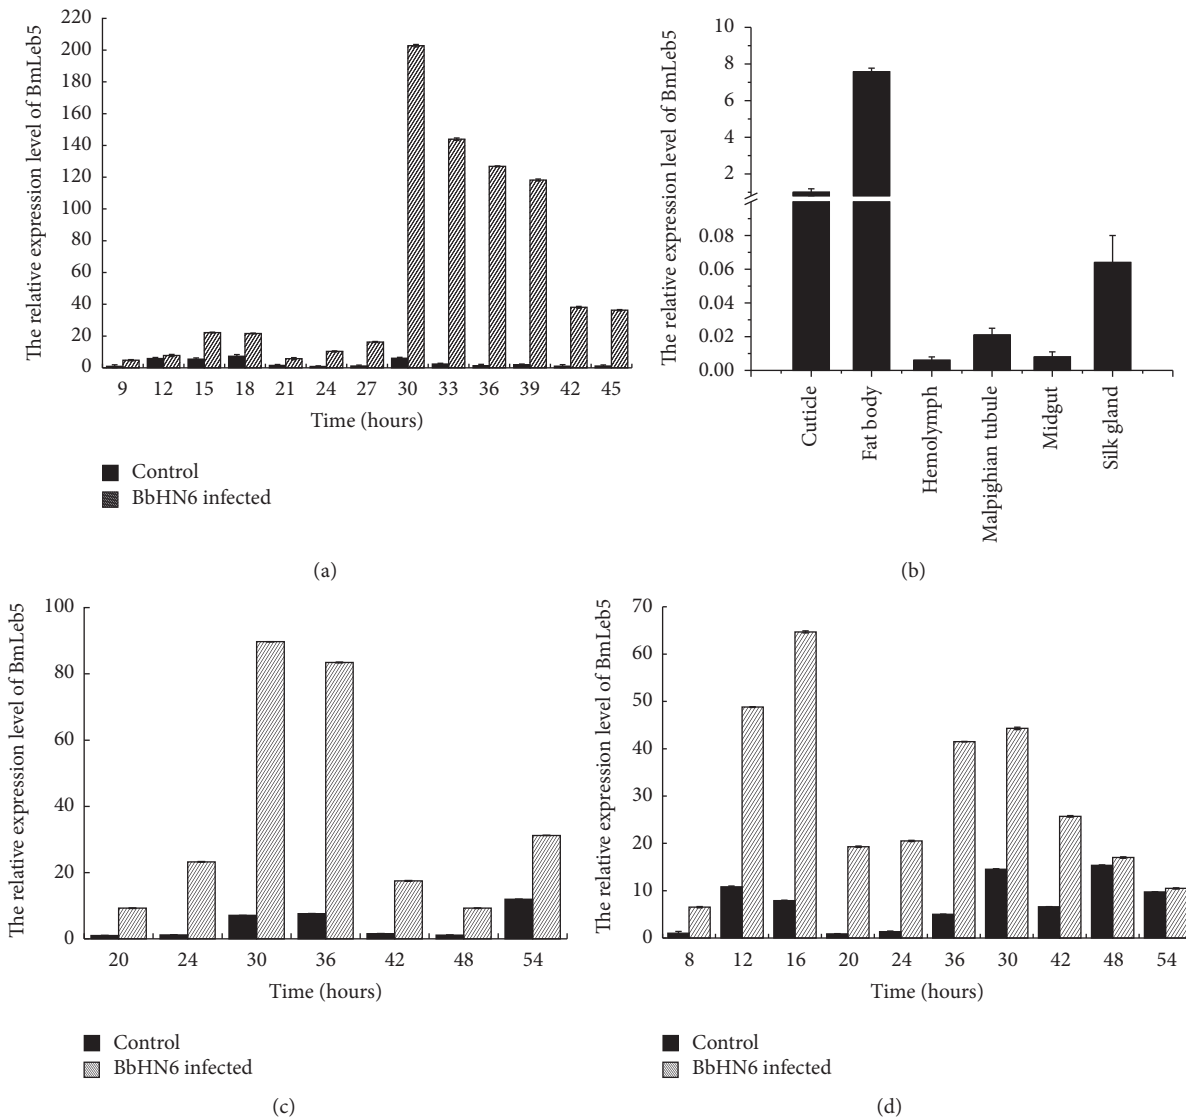 The relative expression level of BmLeb5
220
200
180
160
140
120
100
80
60
40
20
0
9 12 15 18 21 24 27 30 33 36 39 42 45
Time (hours)
Control
BbHN6 infected
(a)
The relative expression level of BmLeb5
10
8
6
4
2
0.08
0.06
0.04
0.02
0.00
Cuticle
Fat body
Hemolymph
Malpighian tubule
Midgut
Silk gland
(b)
The relative expression level of BmLeb5
100
80
60
40
20
0
20 24 30 36 42 48 54
Time (hours)
Control
BbHN6 infected
(c)
The relative expression level of BmLeb5
70
60
50
40
30
20
10
0
8 12 16 20 24 36 30 42 48 54
Time (hours)
Control
BbHN6 infected
(d)